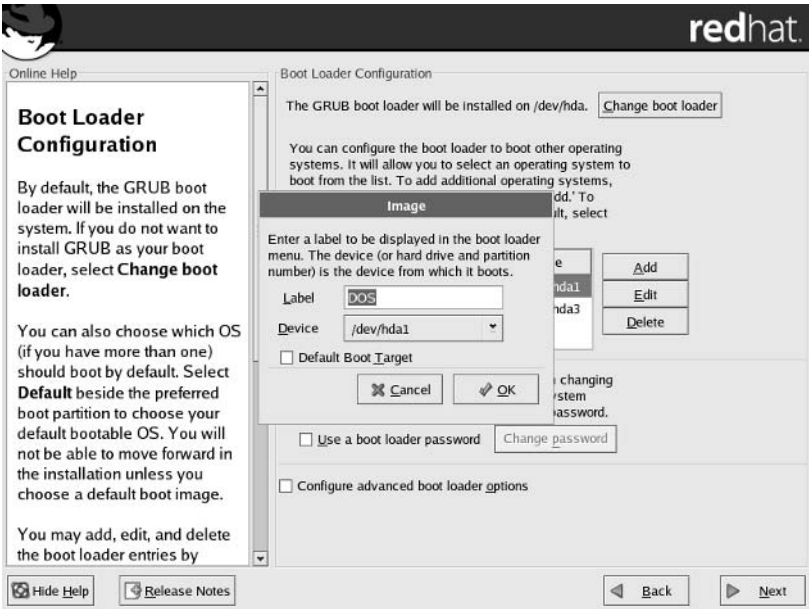 redhat.
Online Help
Boot Loader
Configuration
By default, the GRUB boot
loader will be installed on the
system. If you do not want to
install GRUB as your boot
loader, select Change boot
loader.
You can also choose which OS
(if you have more than one)
should boot by default. Select
Default beside the preferred
boot partition to choose your
default bootable OS. You will
not be able to move forward in
the installation unless you
choose a default boot image.
You may add, edit, and delete
the boot loader entries by
Boot Loader Configuration
The GRUB boot loader will be installed on /dev/hda.
Change boot loader
You can configure the boot loader to boot other operating
systems. It will allow you to select an operating system to
boot from the list. To add additional operating systems,
dd.' To
ult, select
Image
Enter a label to be displayed in the boot loader
menu. The device (or hard drive and partition
number) is the device from which it boots.
Label DOS
Device /dev/hda1
Default Boot Target
Cancel OK
e
hda1
hda3
Add
Edit
Delete
changing
stem
assword.
Use a boot loader password Change password
Configure advanced boot loader options
Hide Help Release Notes Back Next